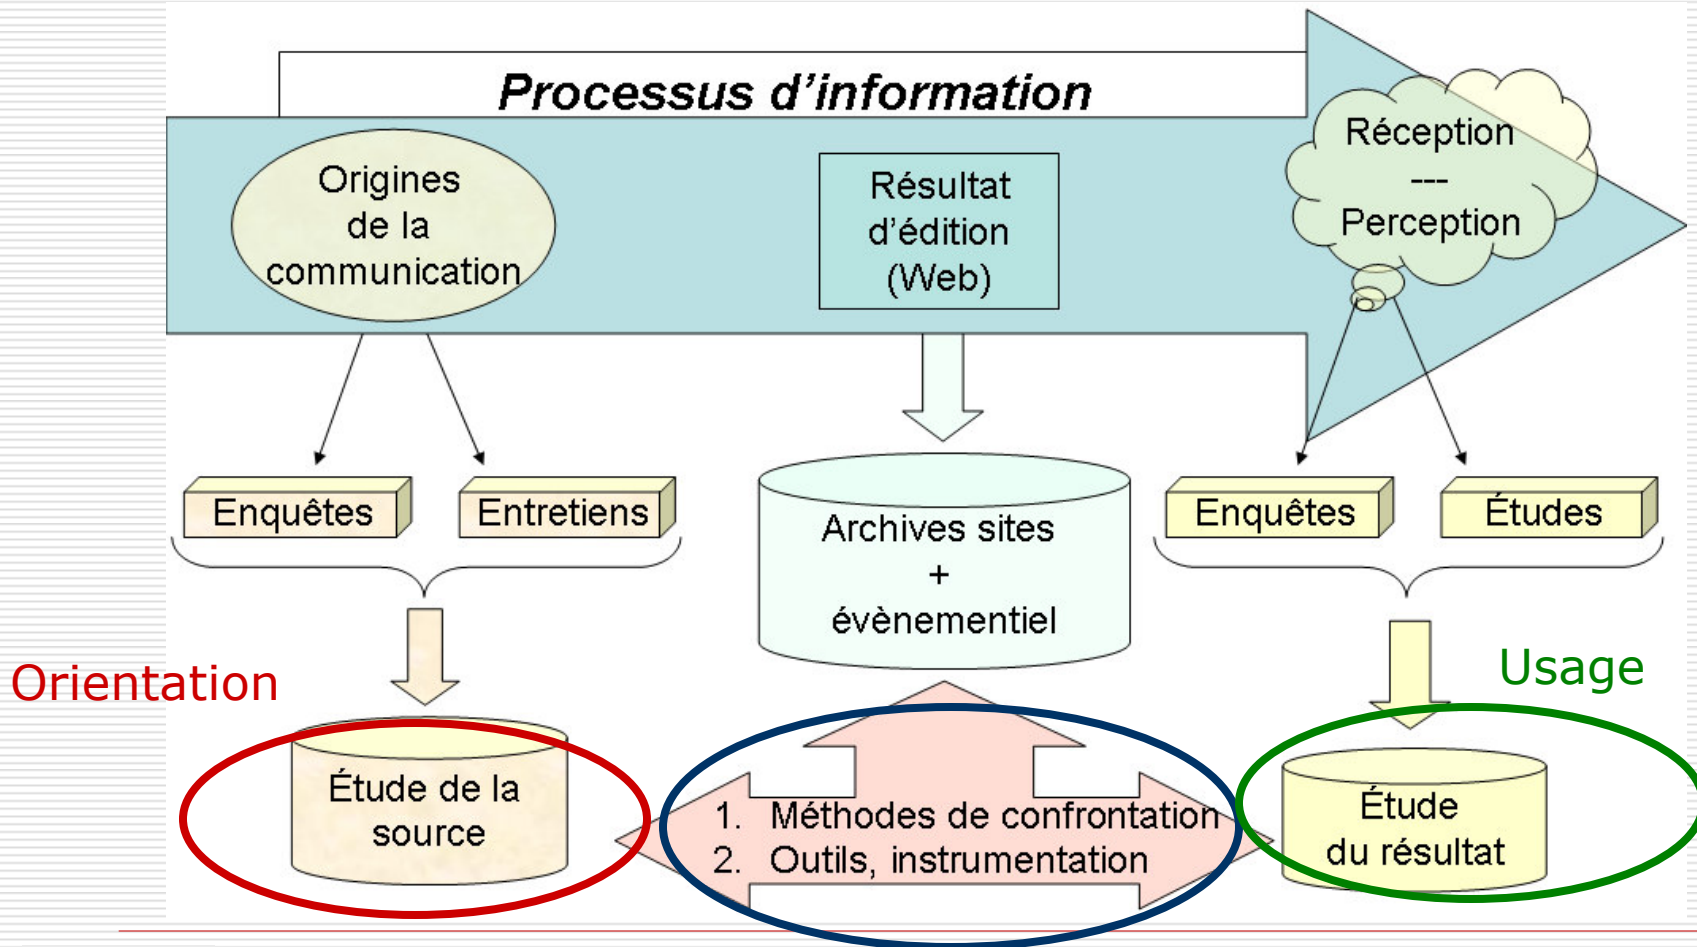 Processus d'information
Origines
de la
communication
Résultat
d'édition
(Web)
Réception
---
Perception
Enquêtes
Entretiens
Archives sites
+
évènementiel
Enquêtes
Études
Orientation
Usage
Étude de la
source
1. Méthodes de confrontation
2. Outils, instrumentation
Étude
du résultat